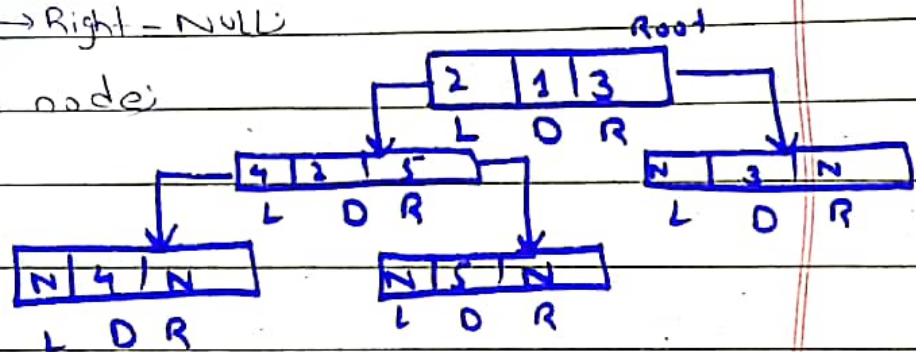 → Right = NULL;
Root
node;
2 1 3
L D R
4 2 5
L D R
N 3 N
L D R
N 4 N
L D R
N 5 N
L D R